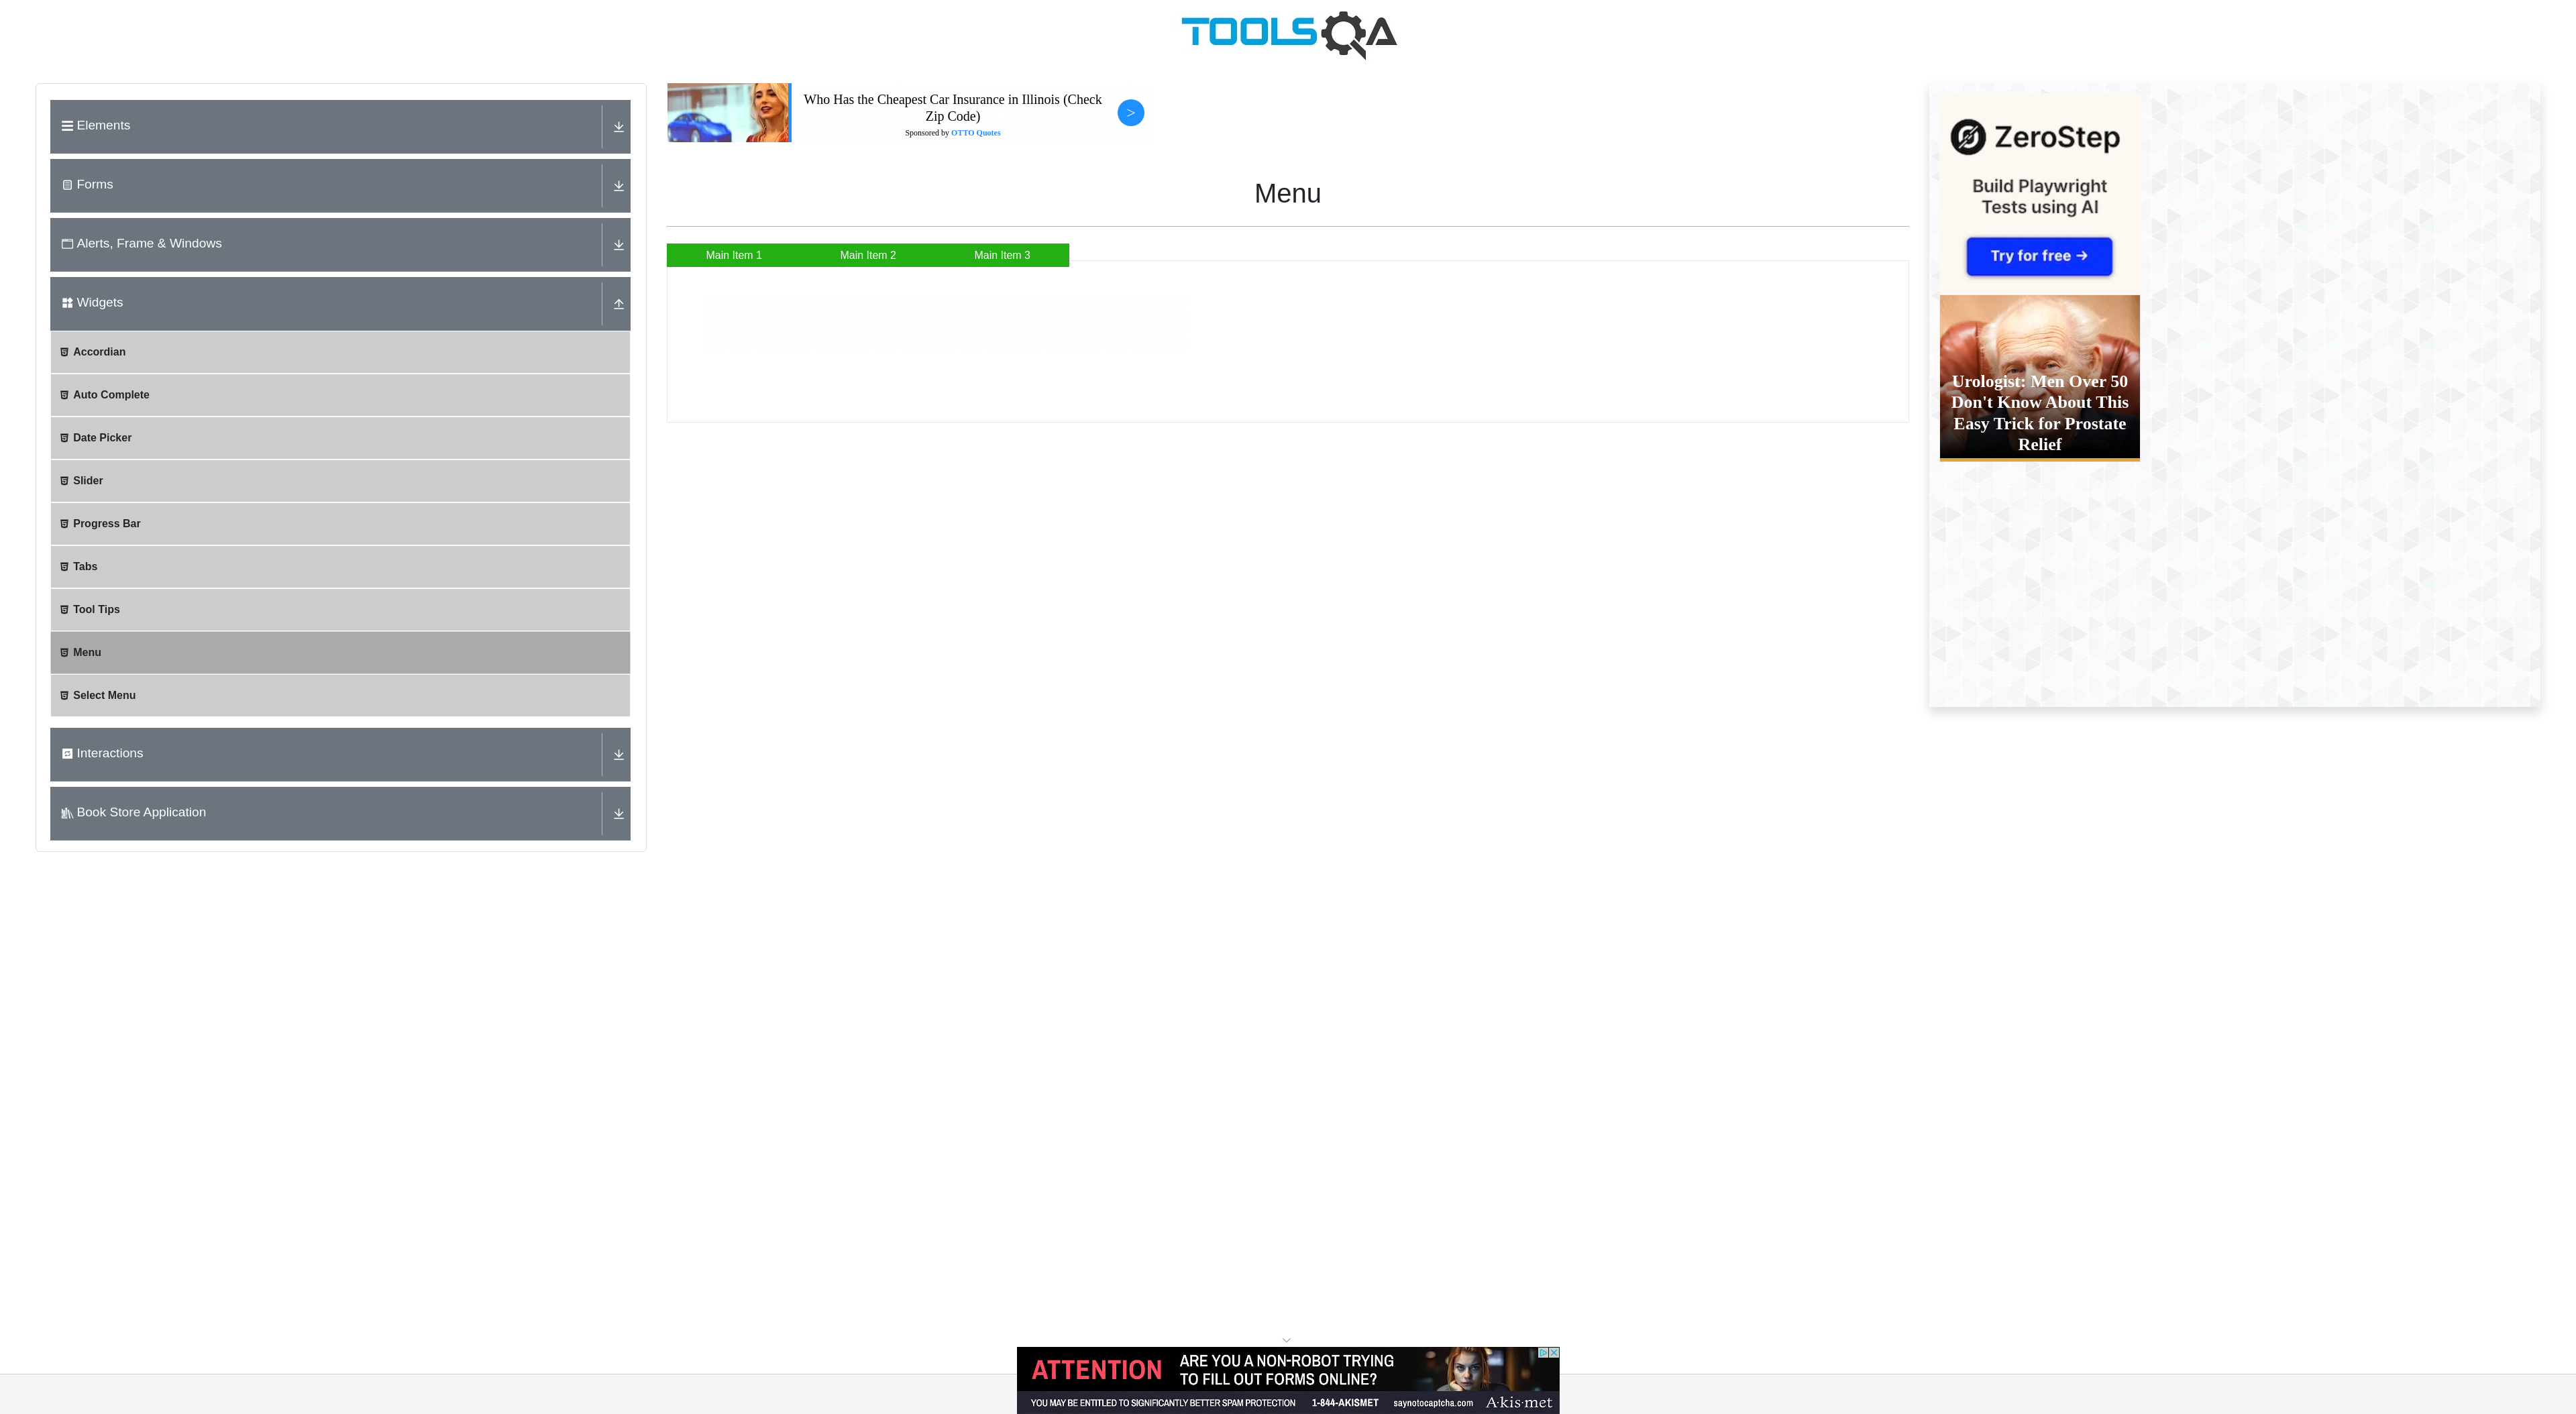 TOOLSQA
Elements
Forms
Alerts, Frame & Windows
Widgets
Accordian
Auto Complete
Date Picker
Slider
Progress Bar
Tabs
Tool Tips
Menu
Select Menu
Interactions
Book Store Application
Who Has the Cheapest Car Insurance in Illinois (Check
Zip Code)
Sponsored by OTTO Quotes
>
Menu
Main Item 1
Main Item 2
Main Item 3
ZeroStep
Build Playwright
Tests using AI
Try for free →
Urologist: Men Over 50
Don't Know About This
Easy Trick for Prostate
Relief
ATTENTION
ARE YOU A NON-ROBOT TRYING
TO FILL OUT FORMS ONLINE?
YOU MAY BE ENTITLED TO SIGNIFICANTLY BETTER SPAM PROTECTION 1-844-AKISMET saynotocaptcha.com A·kis·met